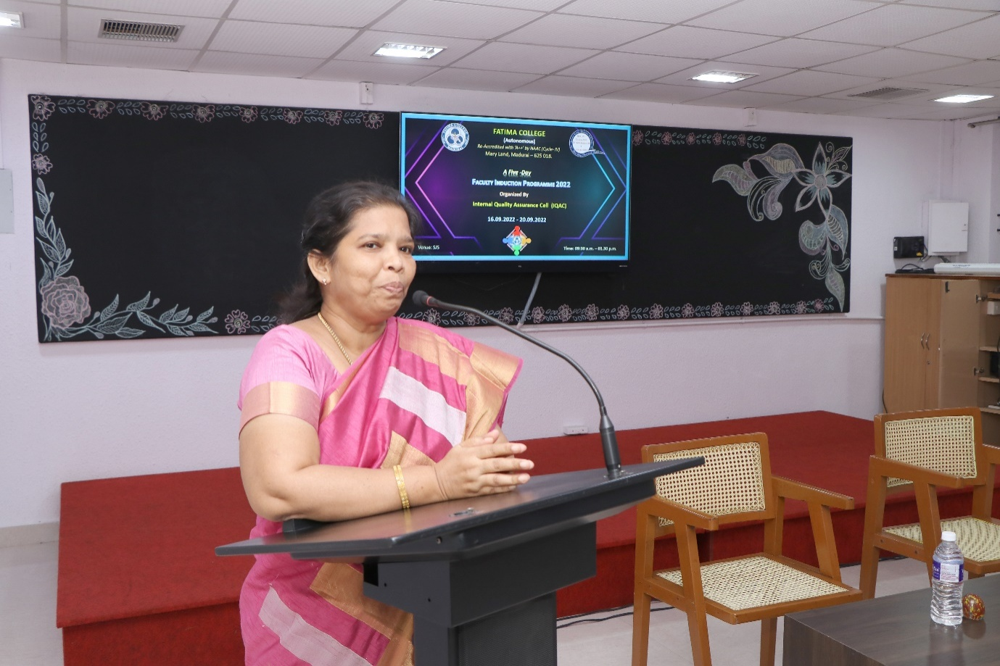 FATIMA COLLEGE
(Autonomous)
Re-Accredited with 'A++' by NAAC (Cycle- IV)
Mary Land, Madurai – 625 018.
A Five -Day
FACULTY INDUCTION PROGRAMME 2022
Organized By
Internal Quality Assurance Cell (IQAC)
16.09.2022 - 20.09.2022
Venue: SJS
Time: 09:30 a.m. – 01.30 p.m.